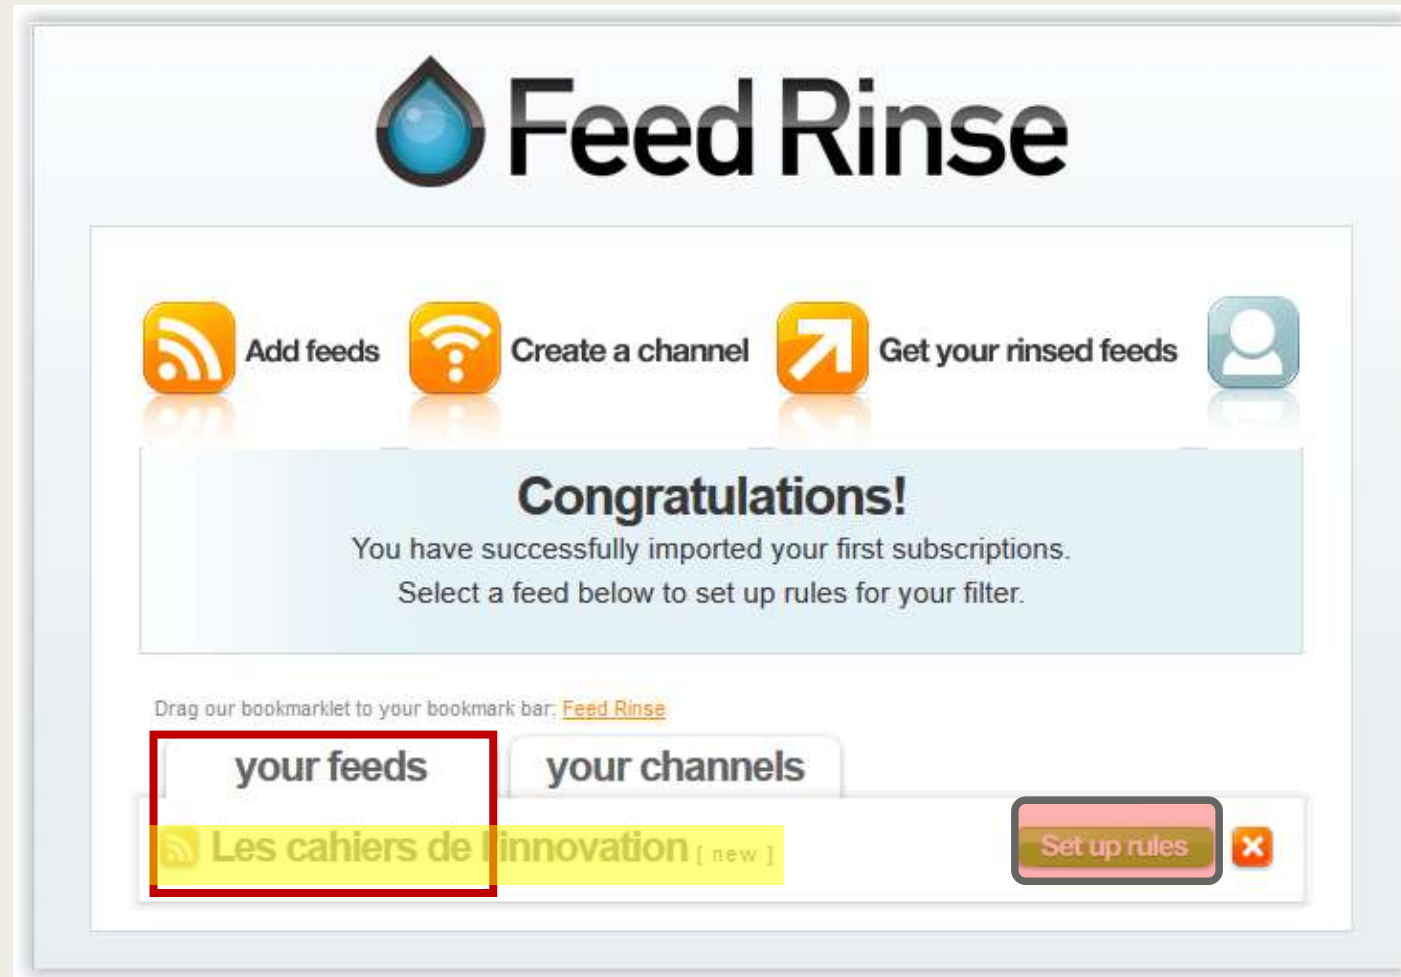 Feed Rinse
Add feeds Create a channel Get your rinsed feeds
Congratulations!
You have successfully imported your first subscriptions.
Select a feed below to set up rules for your filter.
Drag our bookmarklet to your bookmark bar: Feed Rinse
your feeds your channels
Les cahiers de l'innovation [ new ] Set up rules